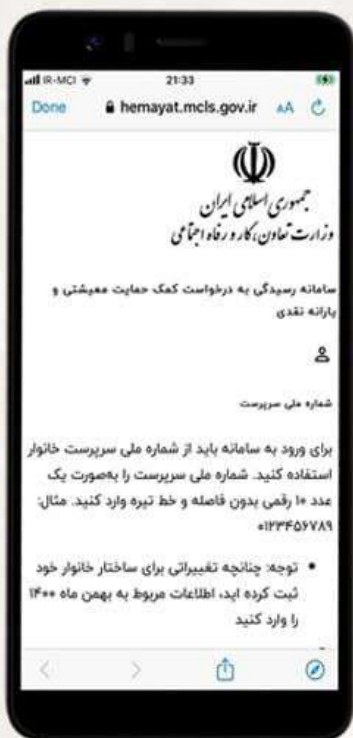 IR-MCI
21:33
Done
hemayat.mcls.gov.ir
AA
جمهوری اسلامی ایران
وزارت تعاون، کار و رفاه اجتماعی
سامانه رسیدگی به درخواست کمک حمایت معیشتی و
یارانه نقدی
شماره ملی سرپرست
برای ورود به سامانه باید از شماره ملی سرپرست خانوار
استفاده کنید. شماره ملی سرپرست را به‌صورت یک
عدد ۱۰ رقمی بدون فاصله و خط تیره وارد کنید. مثال:
۰۱۲۳۴۵۶۷۸۹
• توجه: چنانچه تغییراتی برای ساختار خانوار خود
ثبت کرده اید، اطلاعات مربوط به بهمن ماه ۱۴۰۰
را وارد کنید